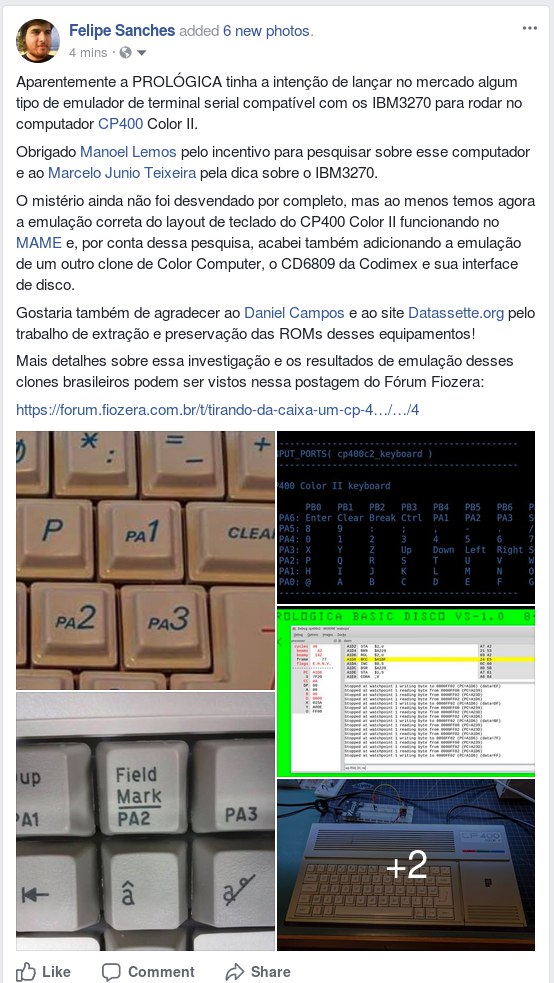 Felipe Sanches added 6 new photos.
4 mins ·
Aparentemente a PROLÓGICA tinha a intenção de lançar no mercado algum
tipo de emulador de terminal serial compatível com os IBM3270 para rodar no
computador CP400 Color II.
Obrigado Manoel Lemos pelo incentivo para pesquisar sobre esse computador
e ao Marcelo Junio Teixeira pela dica sobre o IBM3270.
O mistério ainda não foi desvendado por completo, mas ao menos temos agora
a emulação correta do layout de teclado do CP400 Color II funcionando no
MAME e, por conta dessa pesquisa, acabei também adicionando a emulação
de um outro clone de Color Computer, o CD6809 da Codimex e sua interface
de disco.
Gostaria também de agradecer ao Daniel Campos e ao site Datassette.org pelo
trabalho de extração e preservação das ROMs desses equipamentos!
Mais detalhes sobre essa investigação e os resultados de emulação desses
clones brasileiros podem ser vistos nessa postagem do Fórum Fiozera:
https://forum.fiozera.com.br/t/tirando-da-caixa-um-cp-4…/…/4
* : = _ +
P PA1 CLEA
PA2 PA3
NPUT_PORTS( cp400c2_keyboard )
400 Color II keyboard
PB0 PB1 PB2 PB3 PB4 PB5 PB6 P
PA6: Enter Clear Break Ctrl PA1 PA2 PA3 S
PA5: 8 9 : ; , - . /
PA4: 0 1 2 3 4 5 6 7
PA3: X Y Z Up Down Left Right S
PA2: P Q R S T U V W
PA1: H I J K L M N O
PA0: @ A B C D E F G
ROLOGICA BASIC DISCO V5-1.0
up
PA1
Field
Mark
PA2
PA3
â
CP 400
+2
Like Comment Share